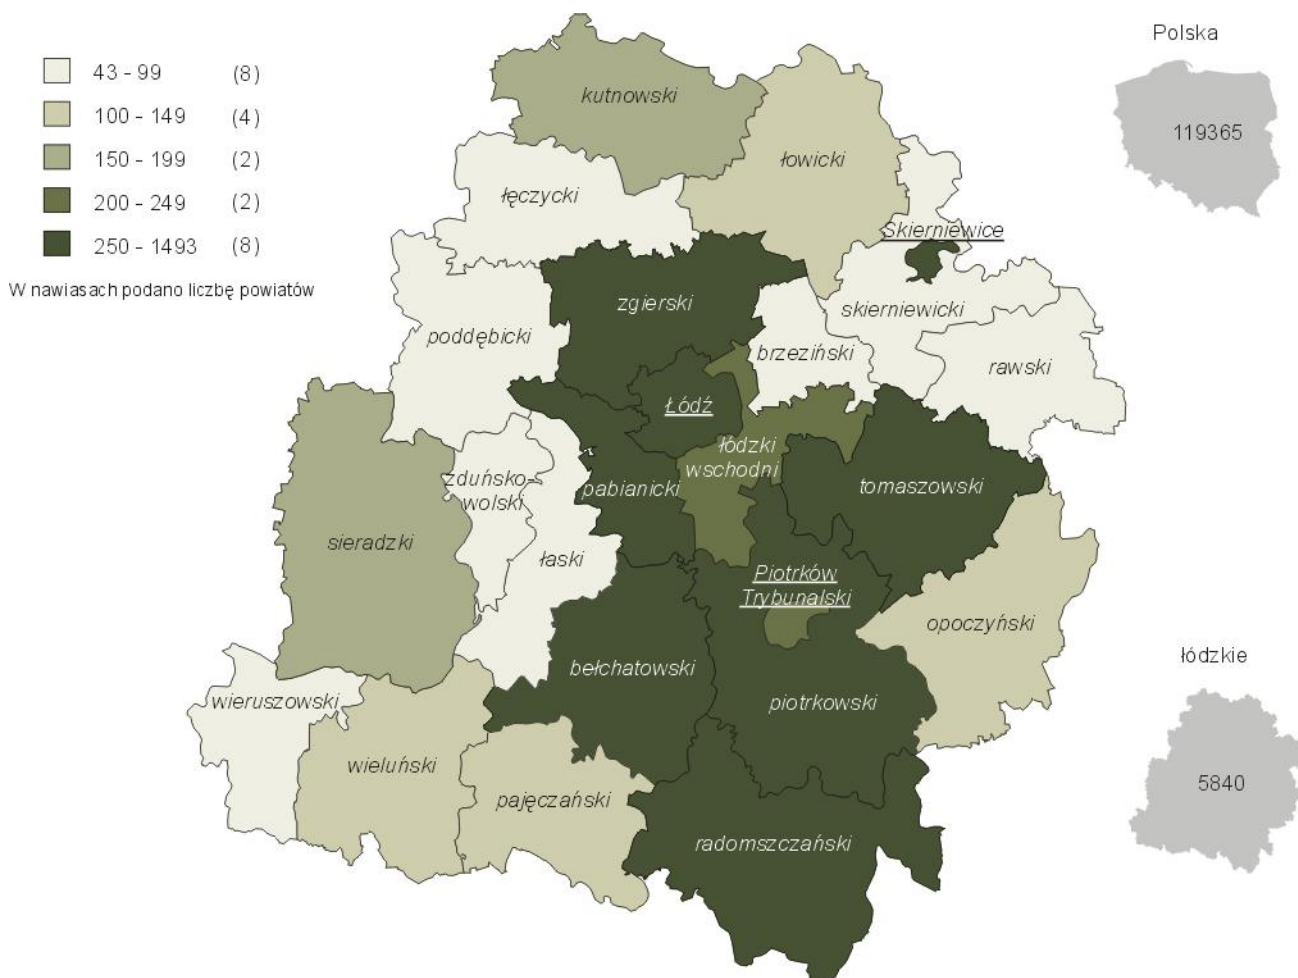 Polska
119365
43 - 99 (8)
100 - 149 (4)
150 - 199 (2)
200 - 249 (2)
250 - 1493 (8)
W nawiasach podano liczbę powiatów
kutnowski
łowicki
łęczycki
Skierniewice
zgierski
skierniewicki
poddębicki
brzeziński
rawski
Łódź
łódzki
wschodni
zduńsko-
wolski
pabianicki
tomaszowski
sieradzki
łaski
Piotrków
Trybunalski
opoczyński
bełchatowski
wieruszowski
piotrkowski
wieluński
pajęczański
radomszczański
łódzkie
5840